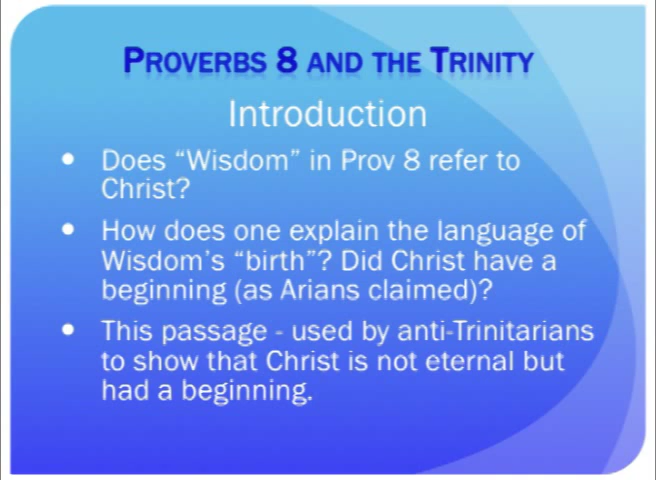 PROVERBS 8 AND THE TRINITY
Introduction
• Does “Wisdom” in Prov 8 refer to
Christ?
• How does one explain the language of
Wisdom’s “birth”? Did Christ have a
beginning (as Arians claimed)?
• This passage - used by anti-Trinitarians
to show that Christ is not eternal but
had a beginning.